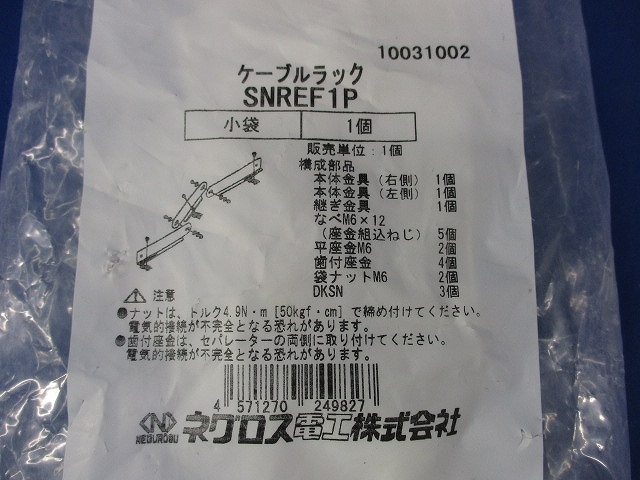 10031002
ケーブルラック
SNREF1P
小袋 1個
販売単位：1個
構成部品
本体金具（右側） 1個
本体金具（左側） 1個
継ぎ金具 1個
なべM6×12
（座金組込ねじ） 5個
平座金M6 2個
歯付座金 4個
袋ナットM6 2個
DKSN 3個
⚠ 注意
●ナットは、トルク4.9N・m［50kgf・cm］で締め付けてください。
電気的接続が不完全となる恐れがあります。
●歯付座金は、セパレーターの両側に取り付けてください。
電気的接続が不完全となる恐れがあります。
4 571270 249827
NEGUROSU ネグロス電工株式会社